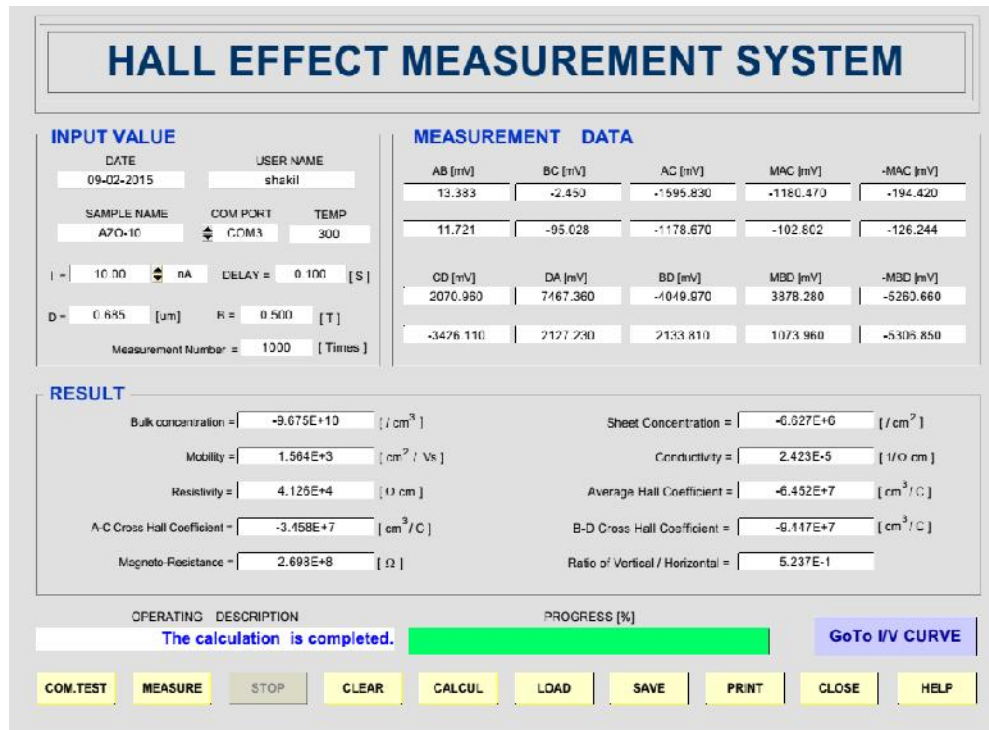 HALL EFFECT MEASUREMENT SYSTEM
INPUT VALUE
DATE USER NAME
09-02-2015 shakil
SAMPLE NAME COM PORT TEMP
AZO-10 COM3 300
I = 10.00 nA DELAY = 0.100 [S]
D = 0.685 [um] B = 0.500 [T]
Measurement Number = 1000 [Times]
MEASUREMENT DATA
AB [mV] BC [mV] AC [mV] MAC [mV] -MAC [mV]
13.383 -2.450 -1595.830 -1180.470 -194.420
11.721 -95.028 -1178.670 -102.802 -126.244
CD [mV] DA [mV] BD [mV] MBD [mV] -MBD [mV]
2070.960 7467.360 -4049.970 3878.280 -5260.660
-3426.110 2127.230 2133.810 1073.960 -5306.850
RESULT
Bulk concentration = -9.675E+10 [/cm³] Sheet Concentration = -6.627E+6 [/cm²]
Mobility = 1.564E+3 [cm²/Vs] Conductivity = 2.423E-5 [1/Ω cm]
Resistivity = 4.126E+4 [Ω cm] Average Hall Coefficient = -6.452E+7 [cm³/C]
A-C Cross Hall Coefficient = -3.458E+7 [cm³/C] B-D Cross Hall Coefficient = -9.447E+7 [cm³/C]
Magneto-Resistance = 2.698E+8 [Ω] Ratio of Vertical / Horizontal = 5.237E-1
OPERATING DESCRIPTION PROGRESS [%]
The calculation is completed. GoTo I/V CURVE
COM.TEST MEASURE STOP CLEAR CALCUL LOAD SAVE PRINT CLOSE HELP